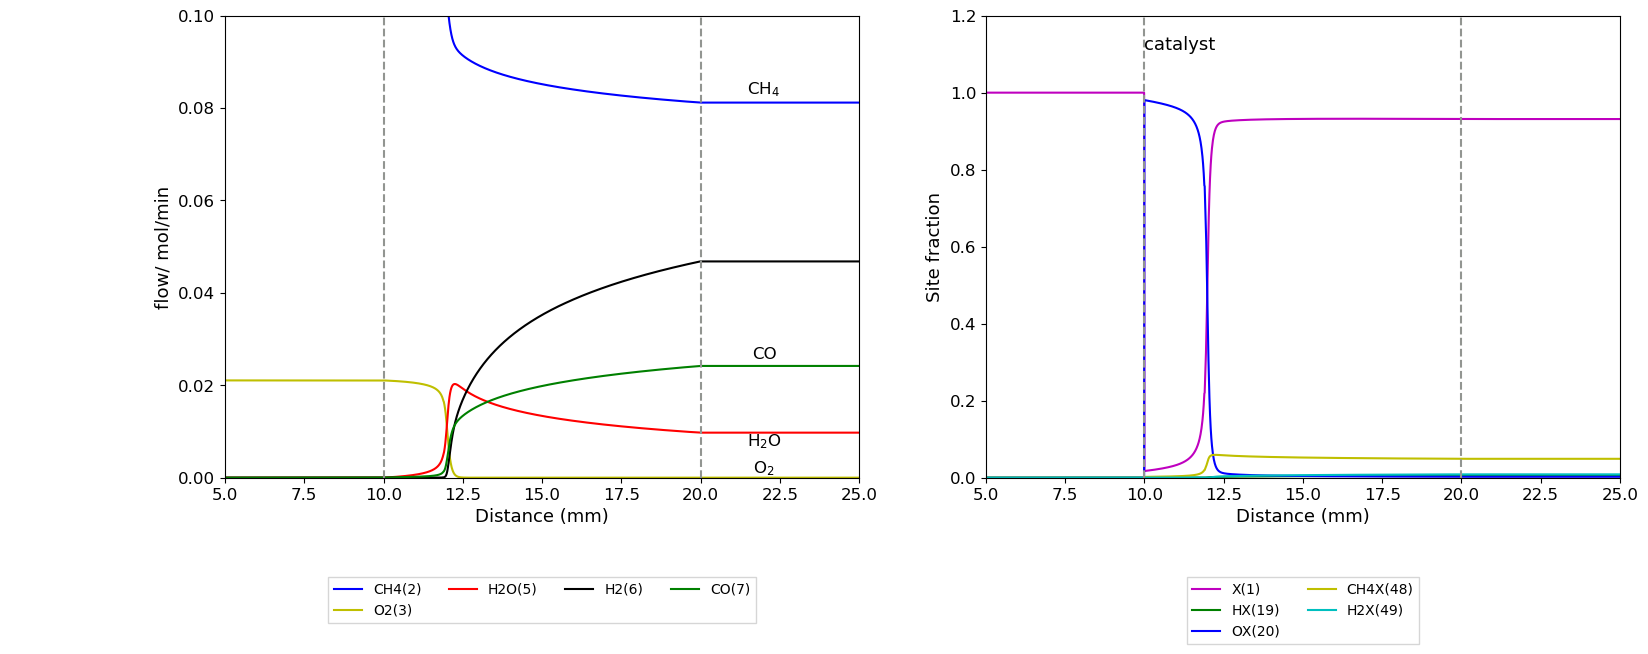 0.10
0.08
0.06
0.04
0.02
0.00
flow/ mol/min
CH₄
CO
H₂O
O₂
5.0 7.5 10.0 12.5 15.0 17.5 20.0 22.5 25.0
Distance (mm)
CH4(2) H2O(5) H2(6) CO(7)
O2(3)
1.2
1.0
0.8
0.6
0.4
0.2
0.0
Site fraction
catalyst
5.0 7.5 10.0 12.5 15.0 17.5 20.0 22.5 25.0
Distance (mm)
X(1) CH4X(48)
HX(19) H2X(49)
OX(20)